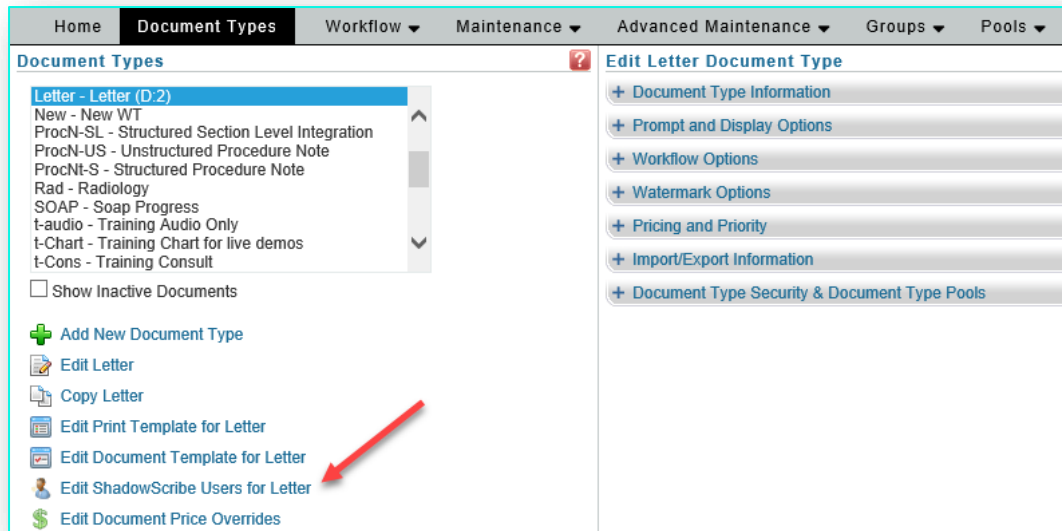 Home Document Types Workflow Maintenance Advanced Maintenance Groups Pools
Document Types
?
Letter - Letter (D:2)
New - New WT
ProcN-SL - Structured Section Level Integration
ProcN-US - Unstructured Procedure Note
ProcNt-S - Structured Procedure Note
Rad - Radiology
SOAP - Soap Progress
t-audio - Training Audio Only
t-Chart - Training Chart for live demos
t-Cons - Training Consult
Show Inactive Documents
Add New Document Type
Edit Letter
Copy Letter
Edit Print Template for Letter
Edit Document Template for Letter
Edit ShadowScribe Users for Letter
$ Edit Document Price Overrides
Edit Letter Document Type
+ Document Type Information
+ Prompt and Display Options
+ Workflow Options
+ Watermark Options
+ Pricing and Priority
+ Import/Export Information
+ Document Type Security & Document Type Pools